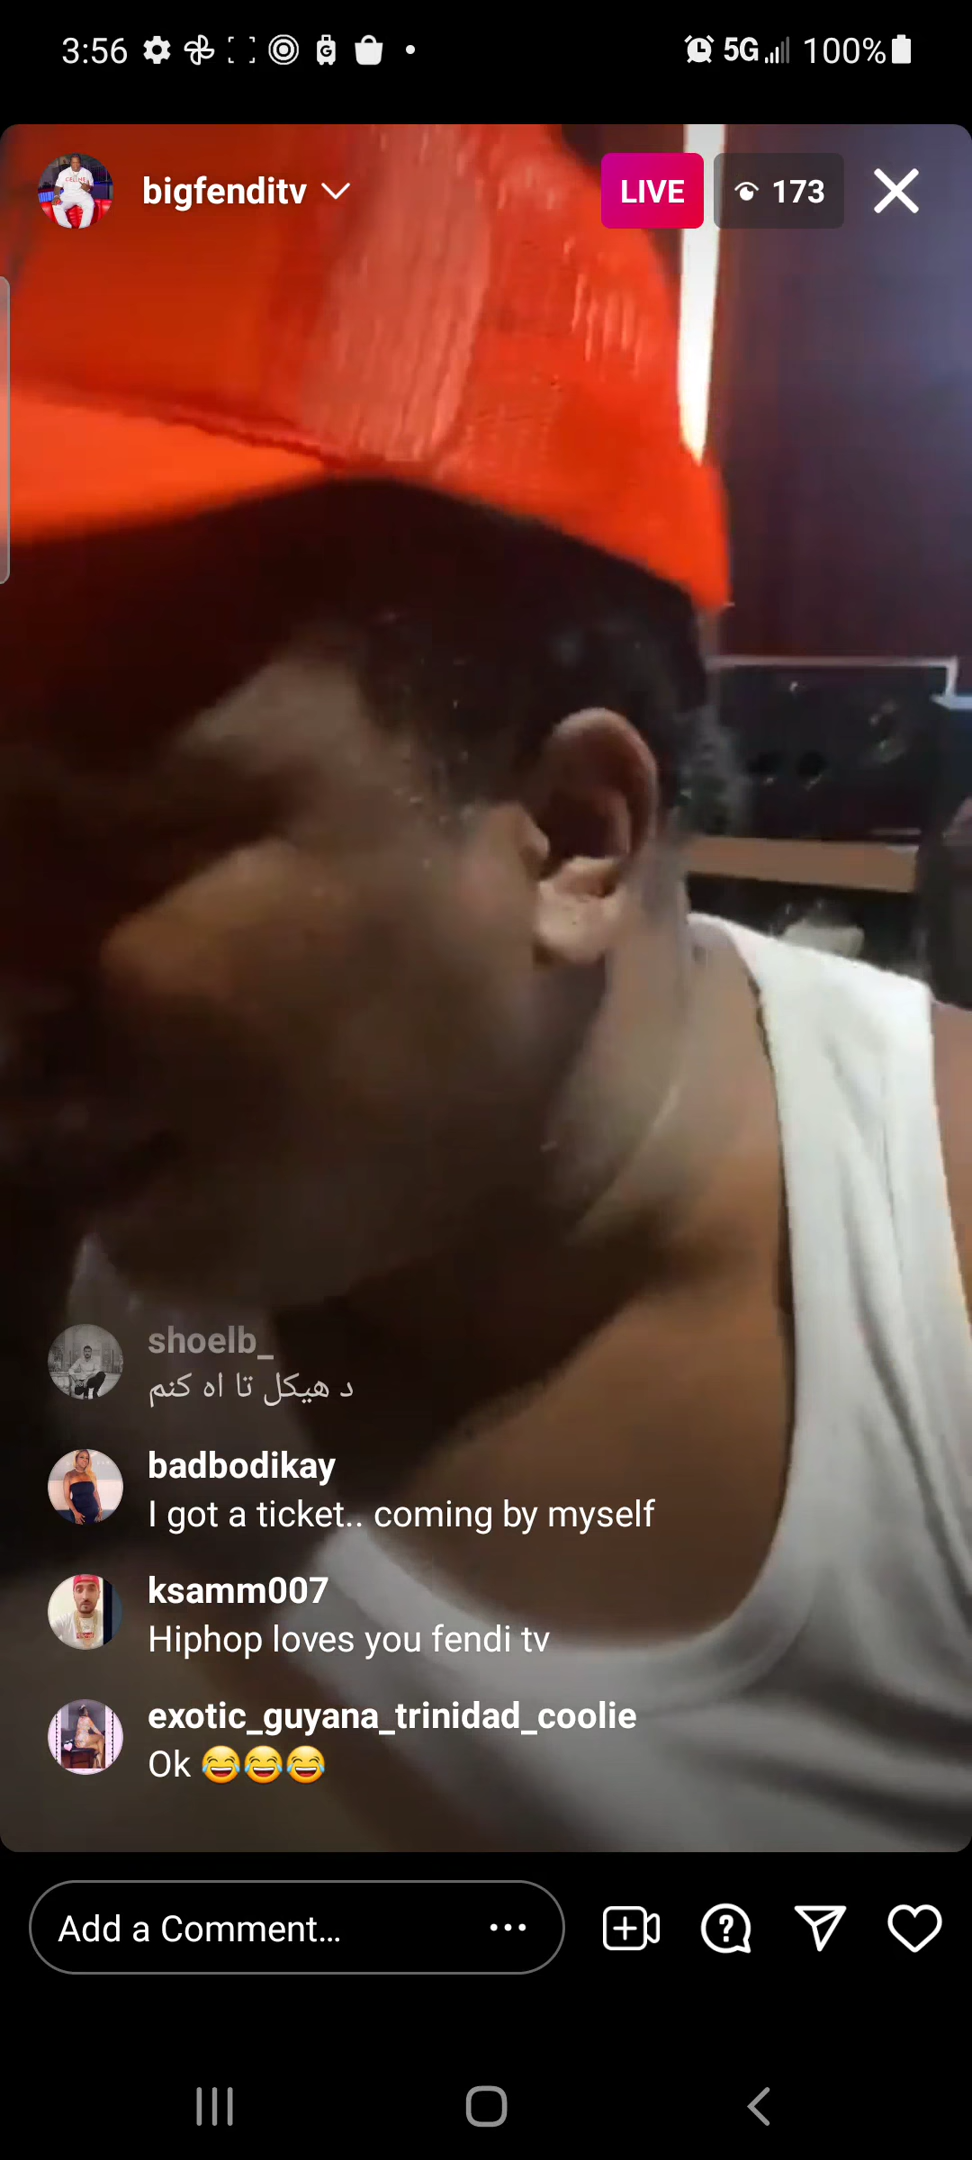 3:56
5G 100%
bigfenditv
LIVE
173
shoelb_
د هیکل تا اه کنم
badbodikay
I got a ticket.. coming by myself
ksamm007
Hiphop loves you fendi tv
exotic_guyana_trinidad_coolie
Ok 😂😂😂
Add a Comment...